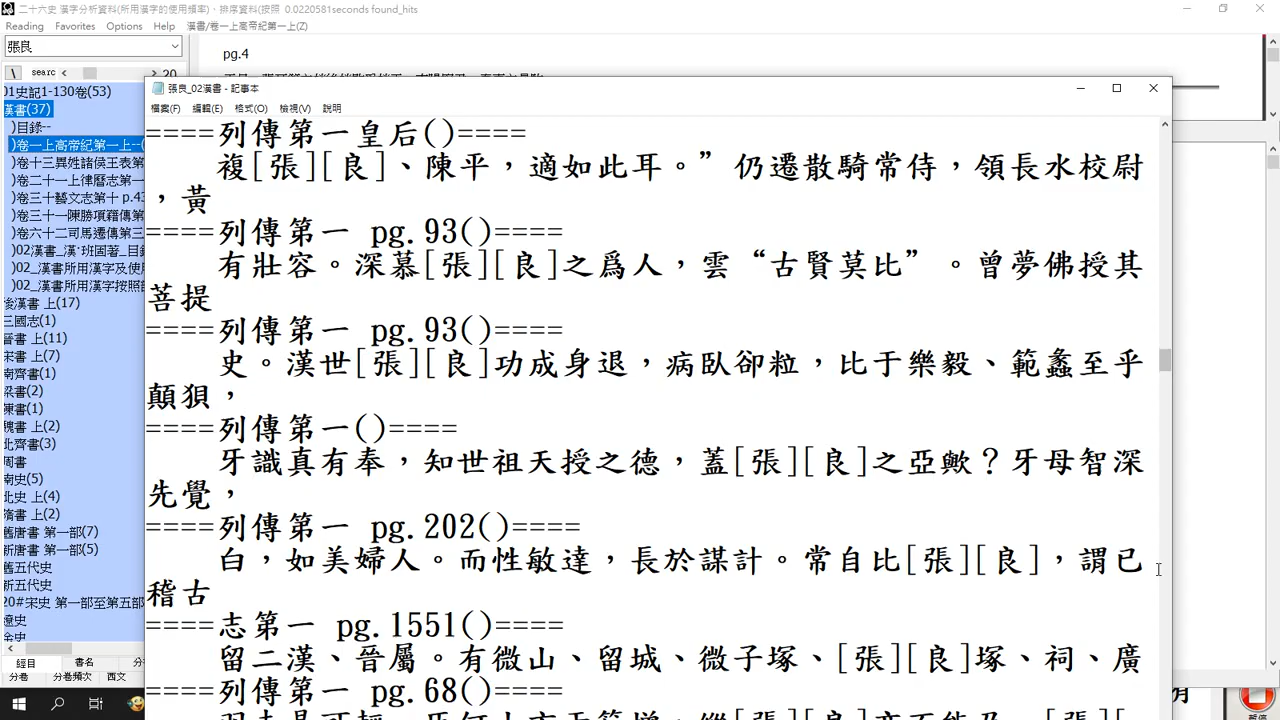 二十六史 漢字分析資料(所用漢字的使用頻率)、排序資料(按照 0.0220581seconds found_hits
Reading Favorites Options Help 漢書/卷一上高帝紀第一上(Z)
張良
pg.4
\ searc < > 20
01史記1-130卷(53)
漢書(37)
)目錄--
)卷一上高帝紀第一上--(
)卷十三異姓諸侯王表第
)卷二十一上律曆志第一
)卷三十藝文志第十 p.43
)卷三十一陳勝項籍傳第
)卷六十二司馬遷傳第三
)02漢書_漢·班固著_目錄
)02_漢書所用漢字及使用
)02_漢書所用漢字按照部
後漢書 上(17)
三國志(1)
晉書 上(11)
宋書 上(7)
南齊書(1)
梁書(2)
陳書(1)
魏書 上(2)
北齊書(3)
周書
南史(5)
北史 上(4)
隋書 上(2)
舊唐書 第一部(7)
新唐書 第一部(5)
舊五代史
新五代史
20#宋史 第一部至第五部
遼史
金史
經目 書名
分卷 分卷頻次 西文
張良_02漢書 - 記事本
檔案(F) 編輯(E) 格式(O) 檢視(V) 說明
====列傳第一皇后()====
複[張][良]、陳平，適如此耳。”仍遷散騎常侍，領長水校尉
，黃
====列傳第一 pg.93()====
有壯容。深慕[張][良]之爲人，雲“古賢莫比”。曾夢佛授其
菩提
====列傳第一 pg.93()====
史。漢世[張][良]功成身退，病臥卻粒，比于樂毅、範蠡至乎
顛狽，
====列傳第一()====
牙識真有奉，知世祖天授之德，蓋[張][良]之亞歟？牙母智深
先覺，
====列傳第一 pg.202()====
白，如美婦人。而性敏達，長於謀計。常自比[張][良]，謂已
稽古
====志第一 pg.1551()====
留二漢、晉屬。有微山、留城、微子塚、[張][良]塚、祠、廣
====列傳第一 pg.68()====